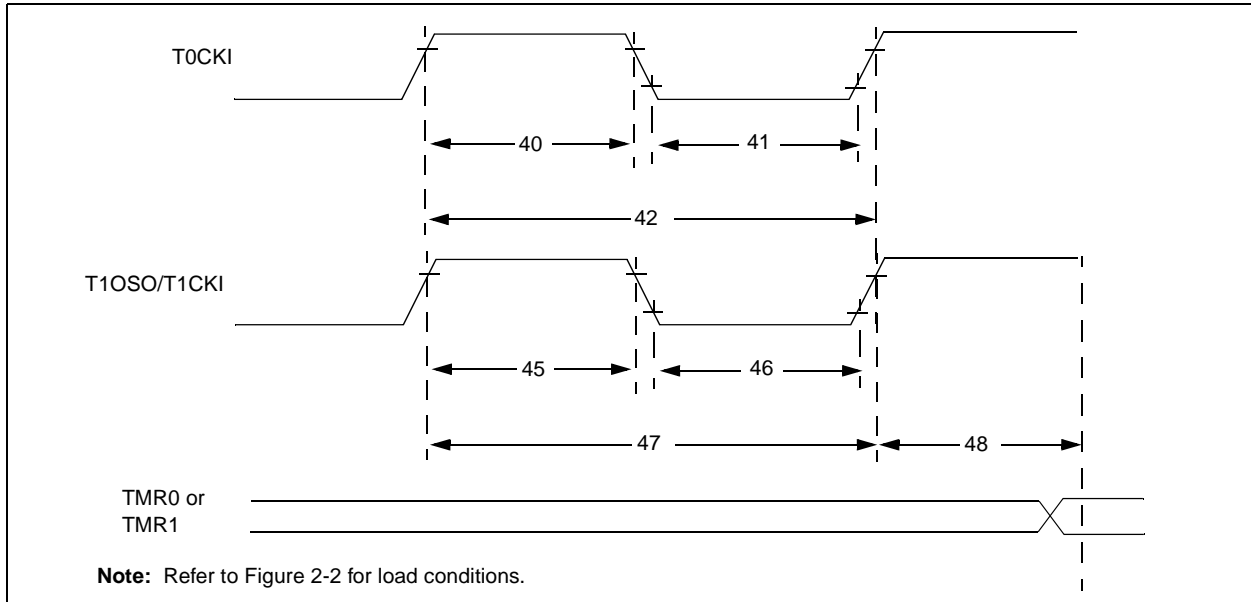 T0CKI
40
41
42
T1OSO/T1CKI
45
46
47
48
TMR0 or
TMR1
Note: Refer to Figure 2-2 for load conditions.